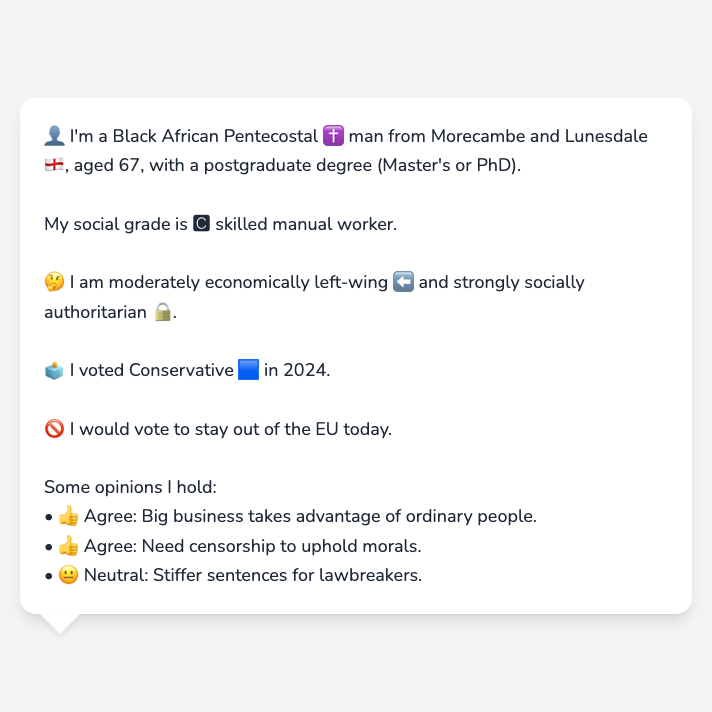 👤 I'm a Black African Pentecostal ✝️ man from Morecambe and Lunesdale
🏴󠁧󠁢󠁥󠁮󠁧󠁿, aged 67, with a postgraduate degree (Master's or PhD).
My social grade is 🅲 skilled manual worker.
🤔 I am moderately economically left-wing ⬅️ and strongly socially
authoritarian 🔒.
🗳️ I voted Conservative 🟦 in 2024.
🚫 I would vote to stay out of the EU today.
Some opinions I hold:
• 👍 Agree: Big business takes advantage of ordinary people.
• 👍 Agree: Need censorship to uphold morals.
• 😐 Neutral: Stiffer sentences for lawbreakers.